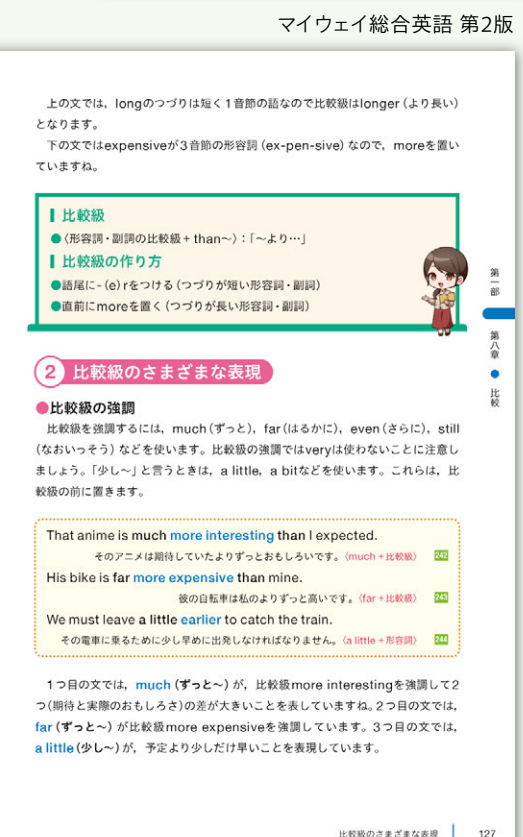 マイウェイ総合英語 第2版
上の文では，longのつづりは短く1音節の語なので比較級はlonger（より長い）
となります。
下の文ではexpensiveが3音節の形容詞（ex-pen-sive）なので，moreを置い
ていますね。
比較級
●〈形容詞・副詞の比較級+than～〉：「～より…」
比較級の作り方
●語尾に-(e)rをつける（つづりが短い形容詞・副詞）
●直前にmoreを置く（つづりが長い形容詞・副詞）
第一部
第八章 ● 比較
2 比較級のさまざまな表現
●比較級の強調
比較級を強調するには，much（ずっと），far（はるかに），even（さらに），still
（なおいっそう）などを使います。比較級の強調ではveryは使わないことに注意し
ましょう。「少し～」と言うときは，a little，a bitなどを使います。これらは，比
較級の前に置きます。
That anime is much more interesting than I expected.
そのアニメは期待していたよりずっとおもしろいです。〈much+比較級〉 242
His bike is far more expensive than mine.
彼の自転車は私のよりずっと高いです。〈far+比較級〉 243
We must leave a little earlier to catch the train.
その電車に乗るために少し早めに出発しなければなりません。〈a little+形容詞〉 244
1つ目の文では，much（ずっと～）が，比較級more interestingを強調して2
つ（期待と実際のおもしろさ）の差が大きいことを表していますね。2つ目の文では，
far（ずっと～）が比較級more expensiveを強調しています。3つ目の文では，
a little（少し～）が，予定より少しだけ早いことを表現しています。
比較級のさまざまな表現 127